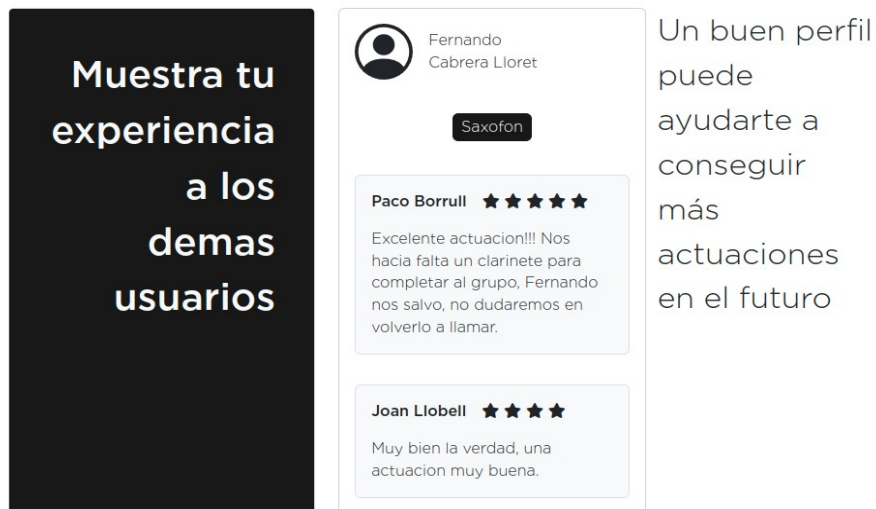 Muestra tu
experiencia
a los
demas
usuarios
Fernando
Cabrera Lloret
Saxofon
Paco Borrull
Excelente actuacion!!! Nos
hacia falta un clarinete para
completar al grupo, Fernando
nos salvo, no dudaremos en
volverlo a llamar.
Joan Llobell
Muy bien la verdad, una
actuacion muy buena.
Un buen perfil
puede
ayudarte a
conseguir
más
actuaciones
en el futuro